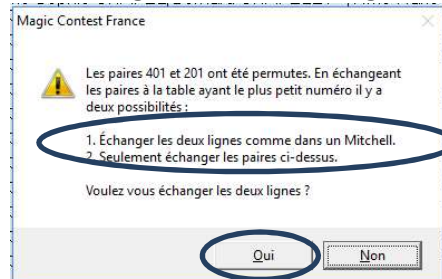 Magic Contest France
Les paires 401 et 201 ont été permutes. En échangeant
les paires à la table ayant le plus petit numéro il y a
deux possibilités :
1. Échanger les deux lignes comme dans un Mitchell.
2. Seulement échanger les paires ci-dessus.
Voulez vous échanger les deux lignes ?
Oui
Non